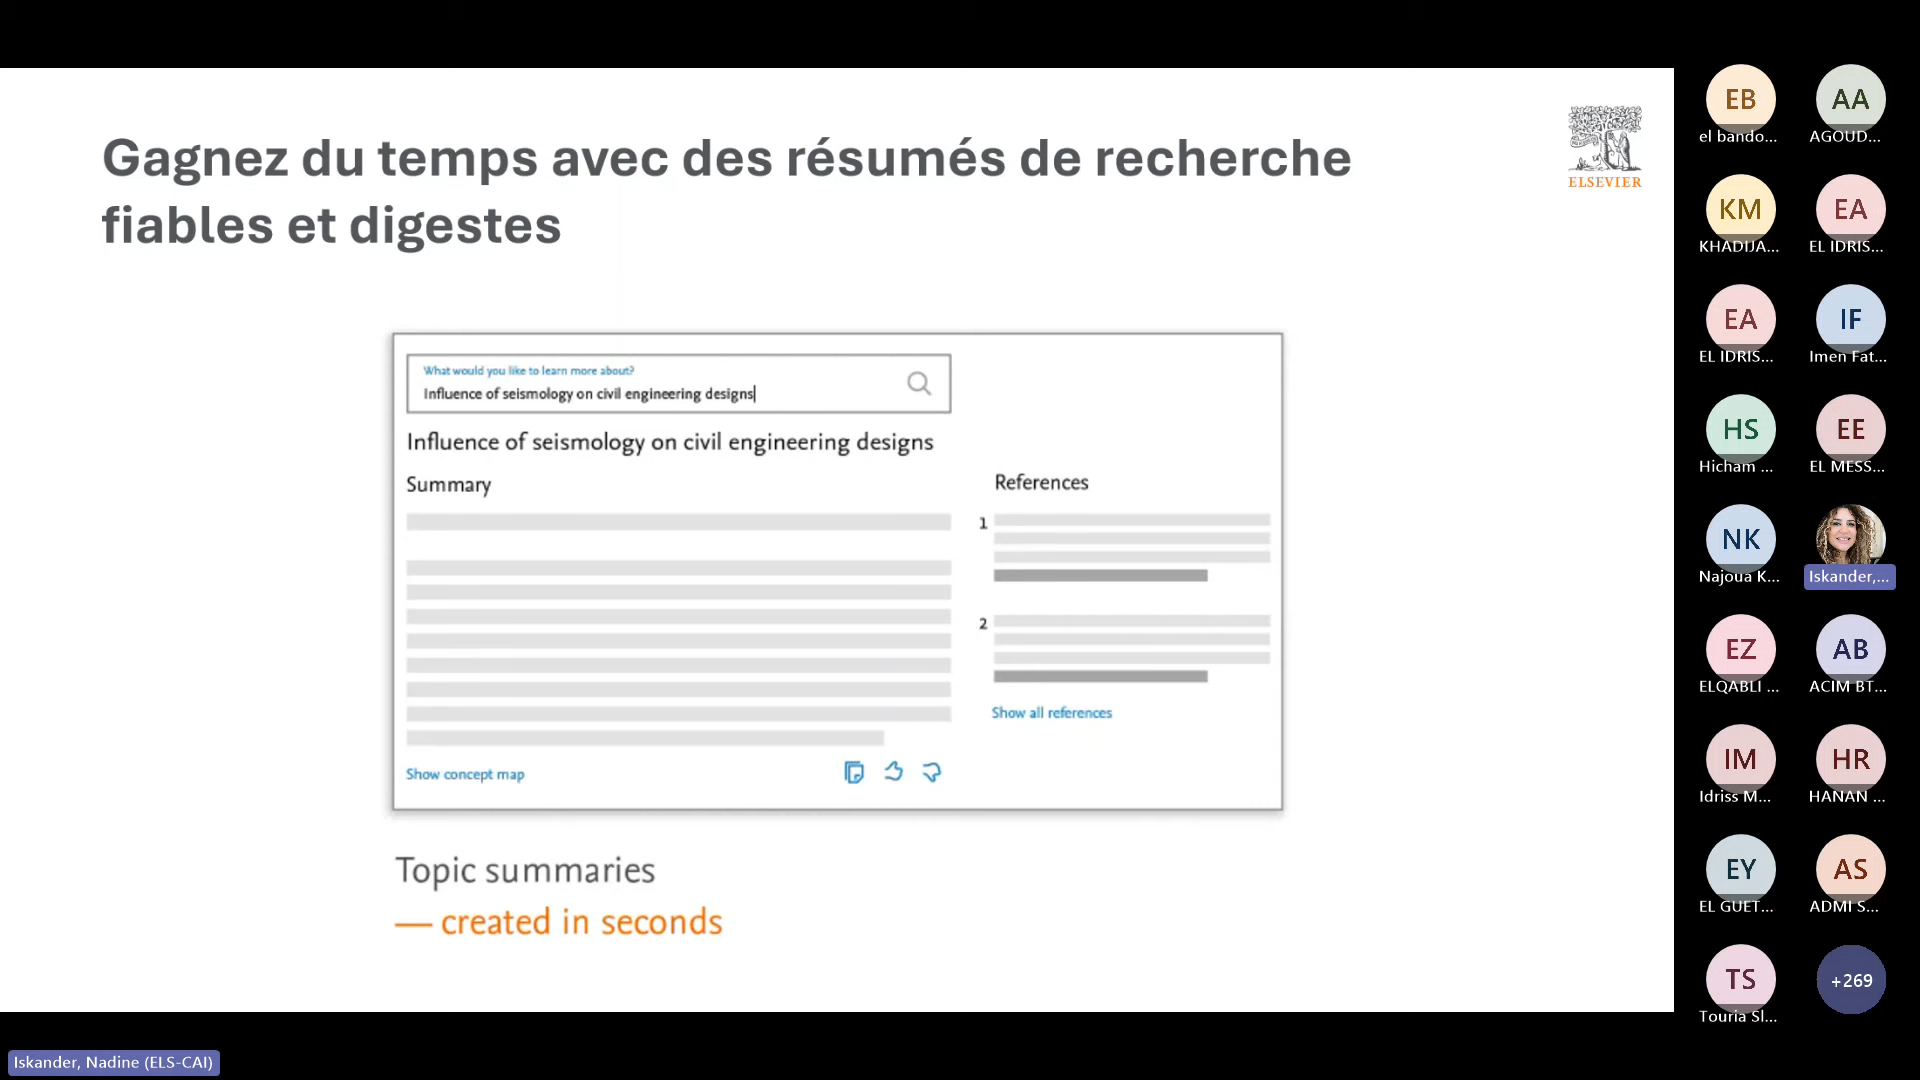 Gagnez du temps avec des résumés de recherche
fiables et digestes
ELSEVIER
What would you like to learn more about?
Influence of seismology on civil engineering designs
Influence of seismology on civil engineering designs
Summary
References
1
2
Show all references
Show concept map
Topic summaries
— created in seconds
EB
el bando...
AA
AGOUD...
KM
KHADIJA...
EA
EL IDRIS...
EA
EL IDRIS...
IF
Imen Fat...
HS
Hicham ...
EE
EL MESS...
NK
Najoua K...
Iskander,...
EZ
ELQABLI ...
AB
ACIM BT...
IM
Idriss M...
HR
HANAN ...
EY
EL GUET...
AS
ADMI S...
TS
Touria Sl...
+269
Iskander, Nadine (ELS-CAI)